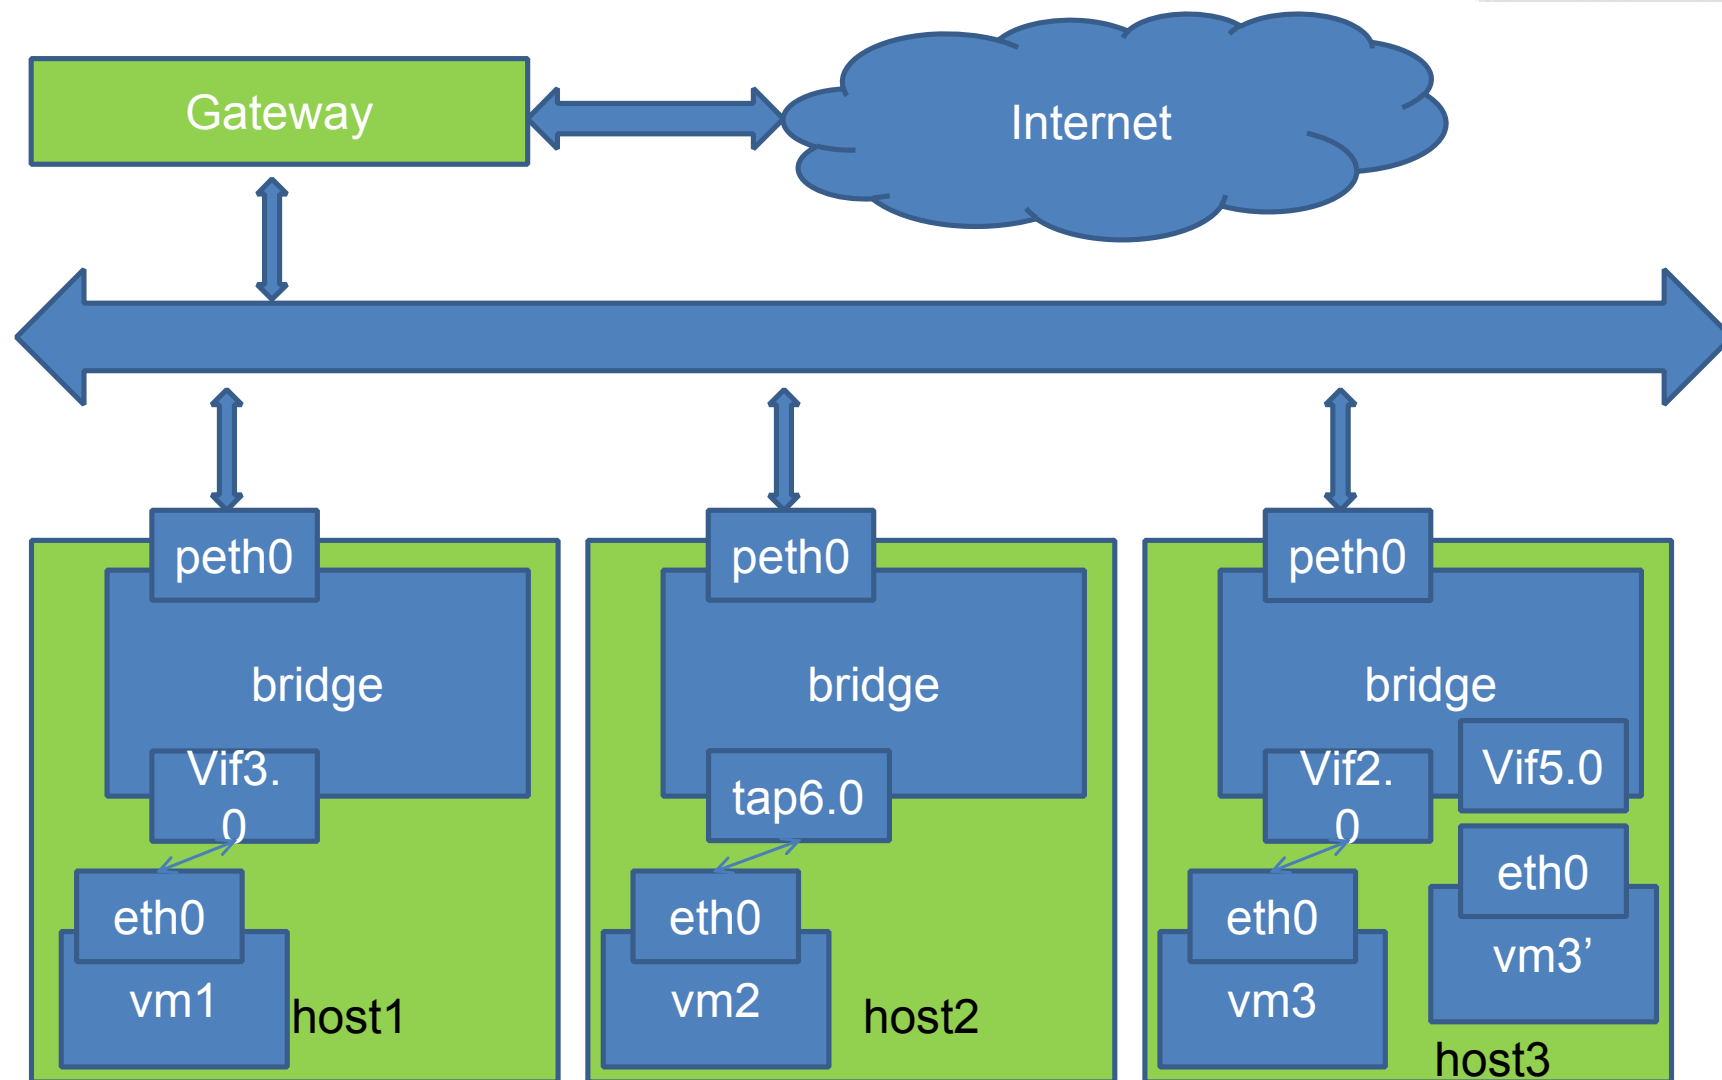 Gateway
Internet
peth0
peth0
peth0
bridge
bridge
bridge
Vif3.
0
tap6.0
Vif2.
0
Vif5.0
eth0
eth0
eth0
eth0
vm1
vm2
vm3
vm3’
host1
host2
host3